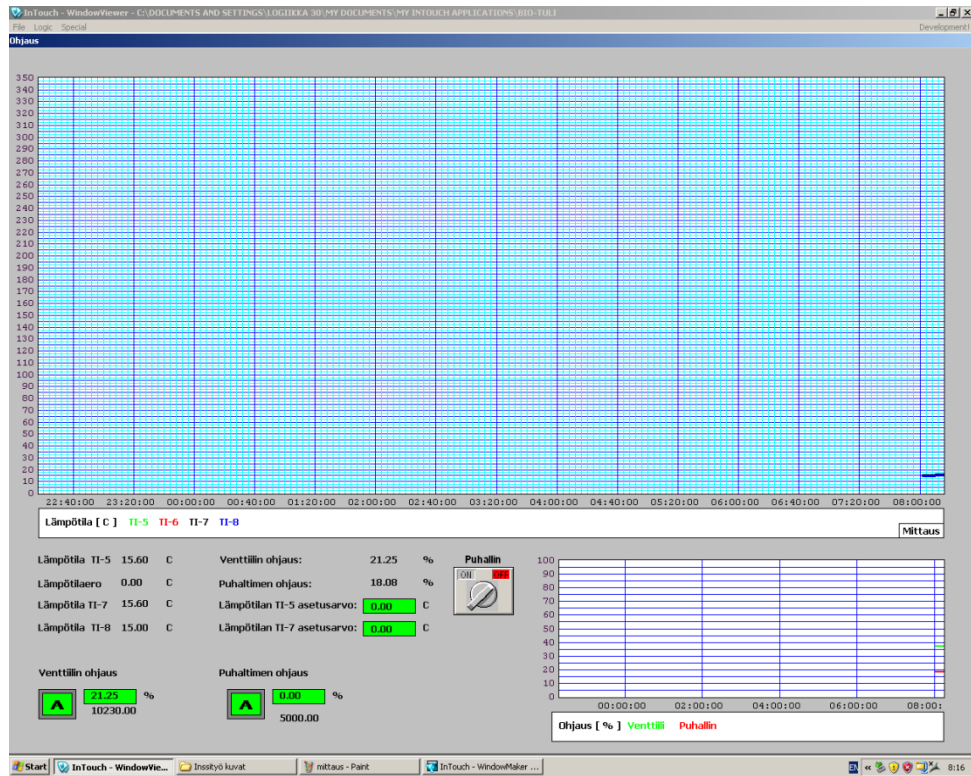 InTouch - WindowViewer - C:\DOCUMENTS AND SETTINGS\LOGIIKKA 30\MY DOCUMENTS\MY INTOUCH APPLICATIONS\BIO-TULI
File Logic Special Development!
Ohjaus
350
340
330
320
310
300
290
280
270
260
250
240
230
220
210
200
190
180
170
160
150
140
130
120
110
100
90
80
70
60
50
40
30
20
10
0
22:40:00 23:20:00 00:00:00 00:40:00 01:20:00 02:00:00 02:40:00 03:20:00 04:00:00 04:40:00 05:20:00 06:00:00 06:40:00 07:20:00 08:00:00
Lämpötila [ C ] TI-5 TI-6 TI-7 TI-8
Mittaus
Lämpötila TI-5 15.60 C
Lämpötilaero 0.00 C
Lämpötila TI-7 15.60 C
Lämpötila TI-8 15.00 C
Venttiilin ohjaus: 21.25 %
Puhaltimen ohjaus: 18.08 %
Lämpötilan TI-5 asetusarvo: 0.00 C
Lämpötilan TI-7 asetusarvo: 0.00 C
Puhallin
ON OFF
Venttiilin ohjaus
A 21.25 %
10230.00
Puhaltimen ohjaus
A 0.00 %
5000.00
100
90
80
70
60
50
40
30
20
10
0
00:00:00 02:00:00 04:00:00 06:00:00 08:00:
Ohjaus [ % ] Venttiili Puhallin
Start InTouch - WindowVie... Inssityö kuvat mittaus - Paint InTouch - WindowMaker ... EN « 8:16